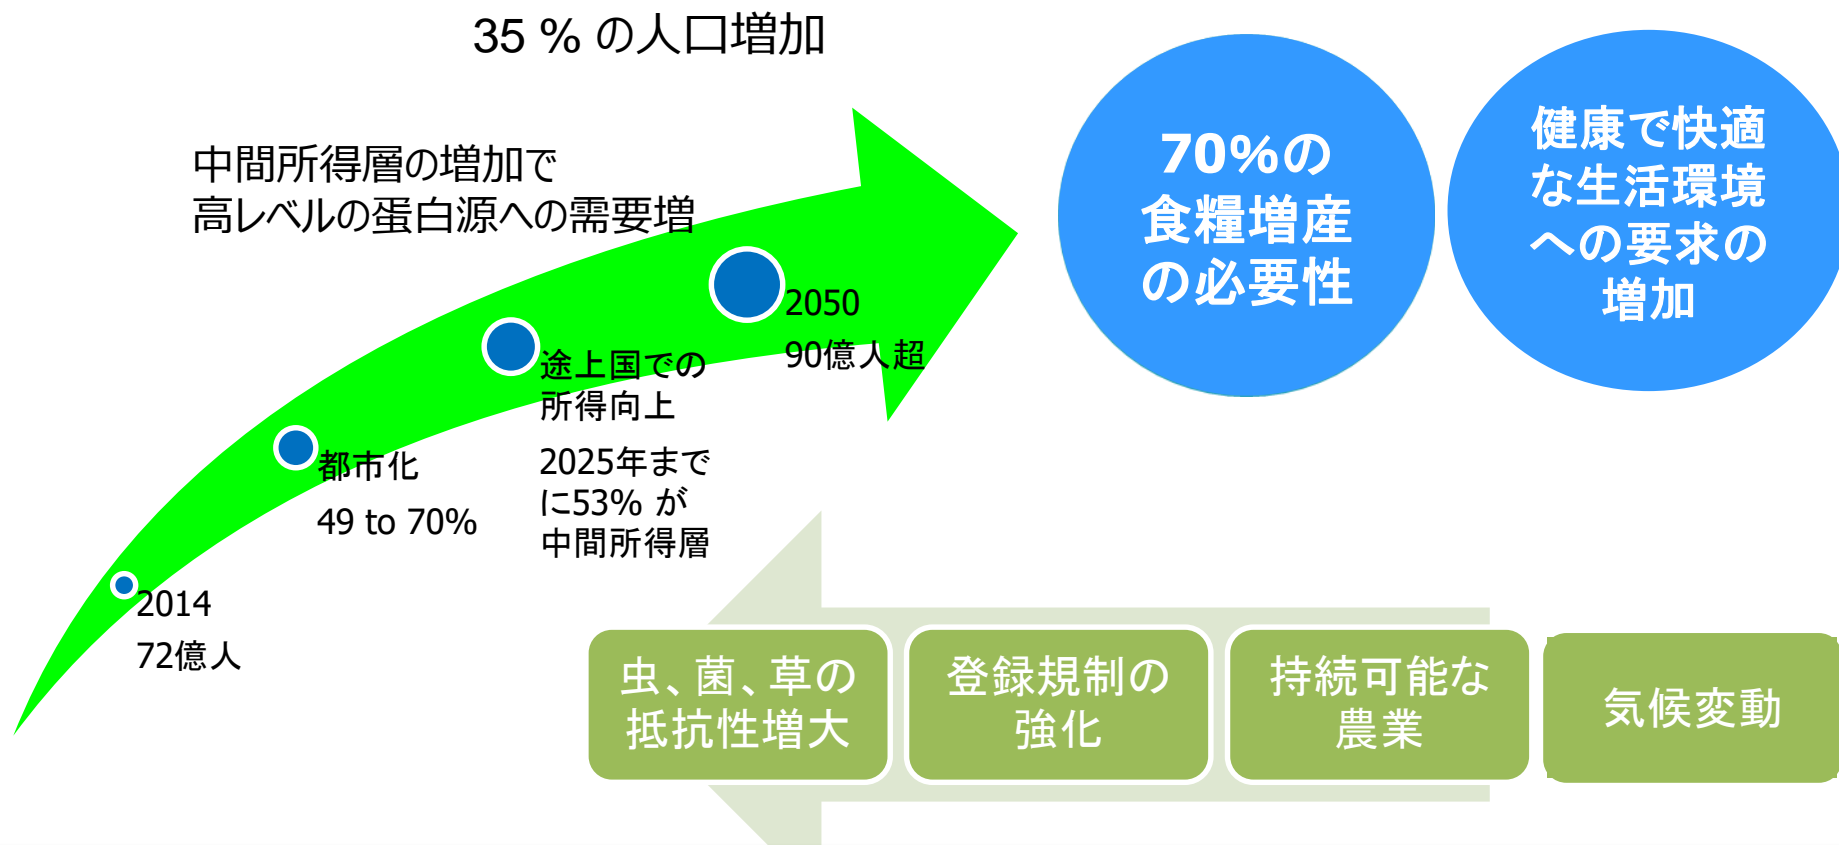 35 % の人口増加
中間所得層の増加で
高レベルの蛋白源への需要増
2014
72億人
都市化
49 to 70%
途上国での
所得向上
2025年まで
に53% が
中間所得層
2050
90億人超
70%の
食糧増産
の必要性
健康で快適
な生活環境
への要求の
増加
虫、菌、草の
抵抗性増大
登録規制の
強化
持続可能な
農業
気候変動